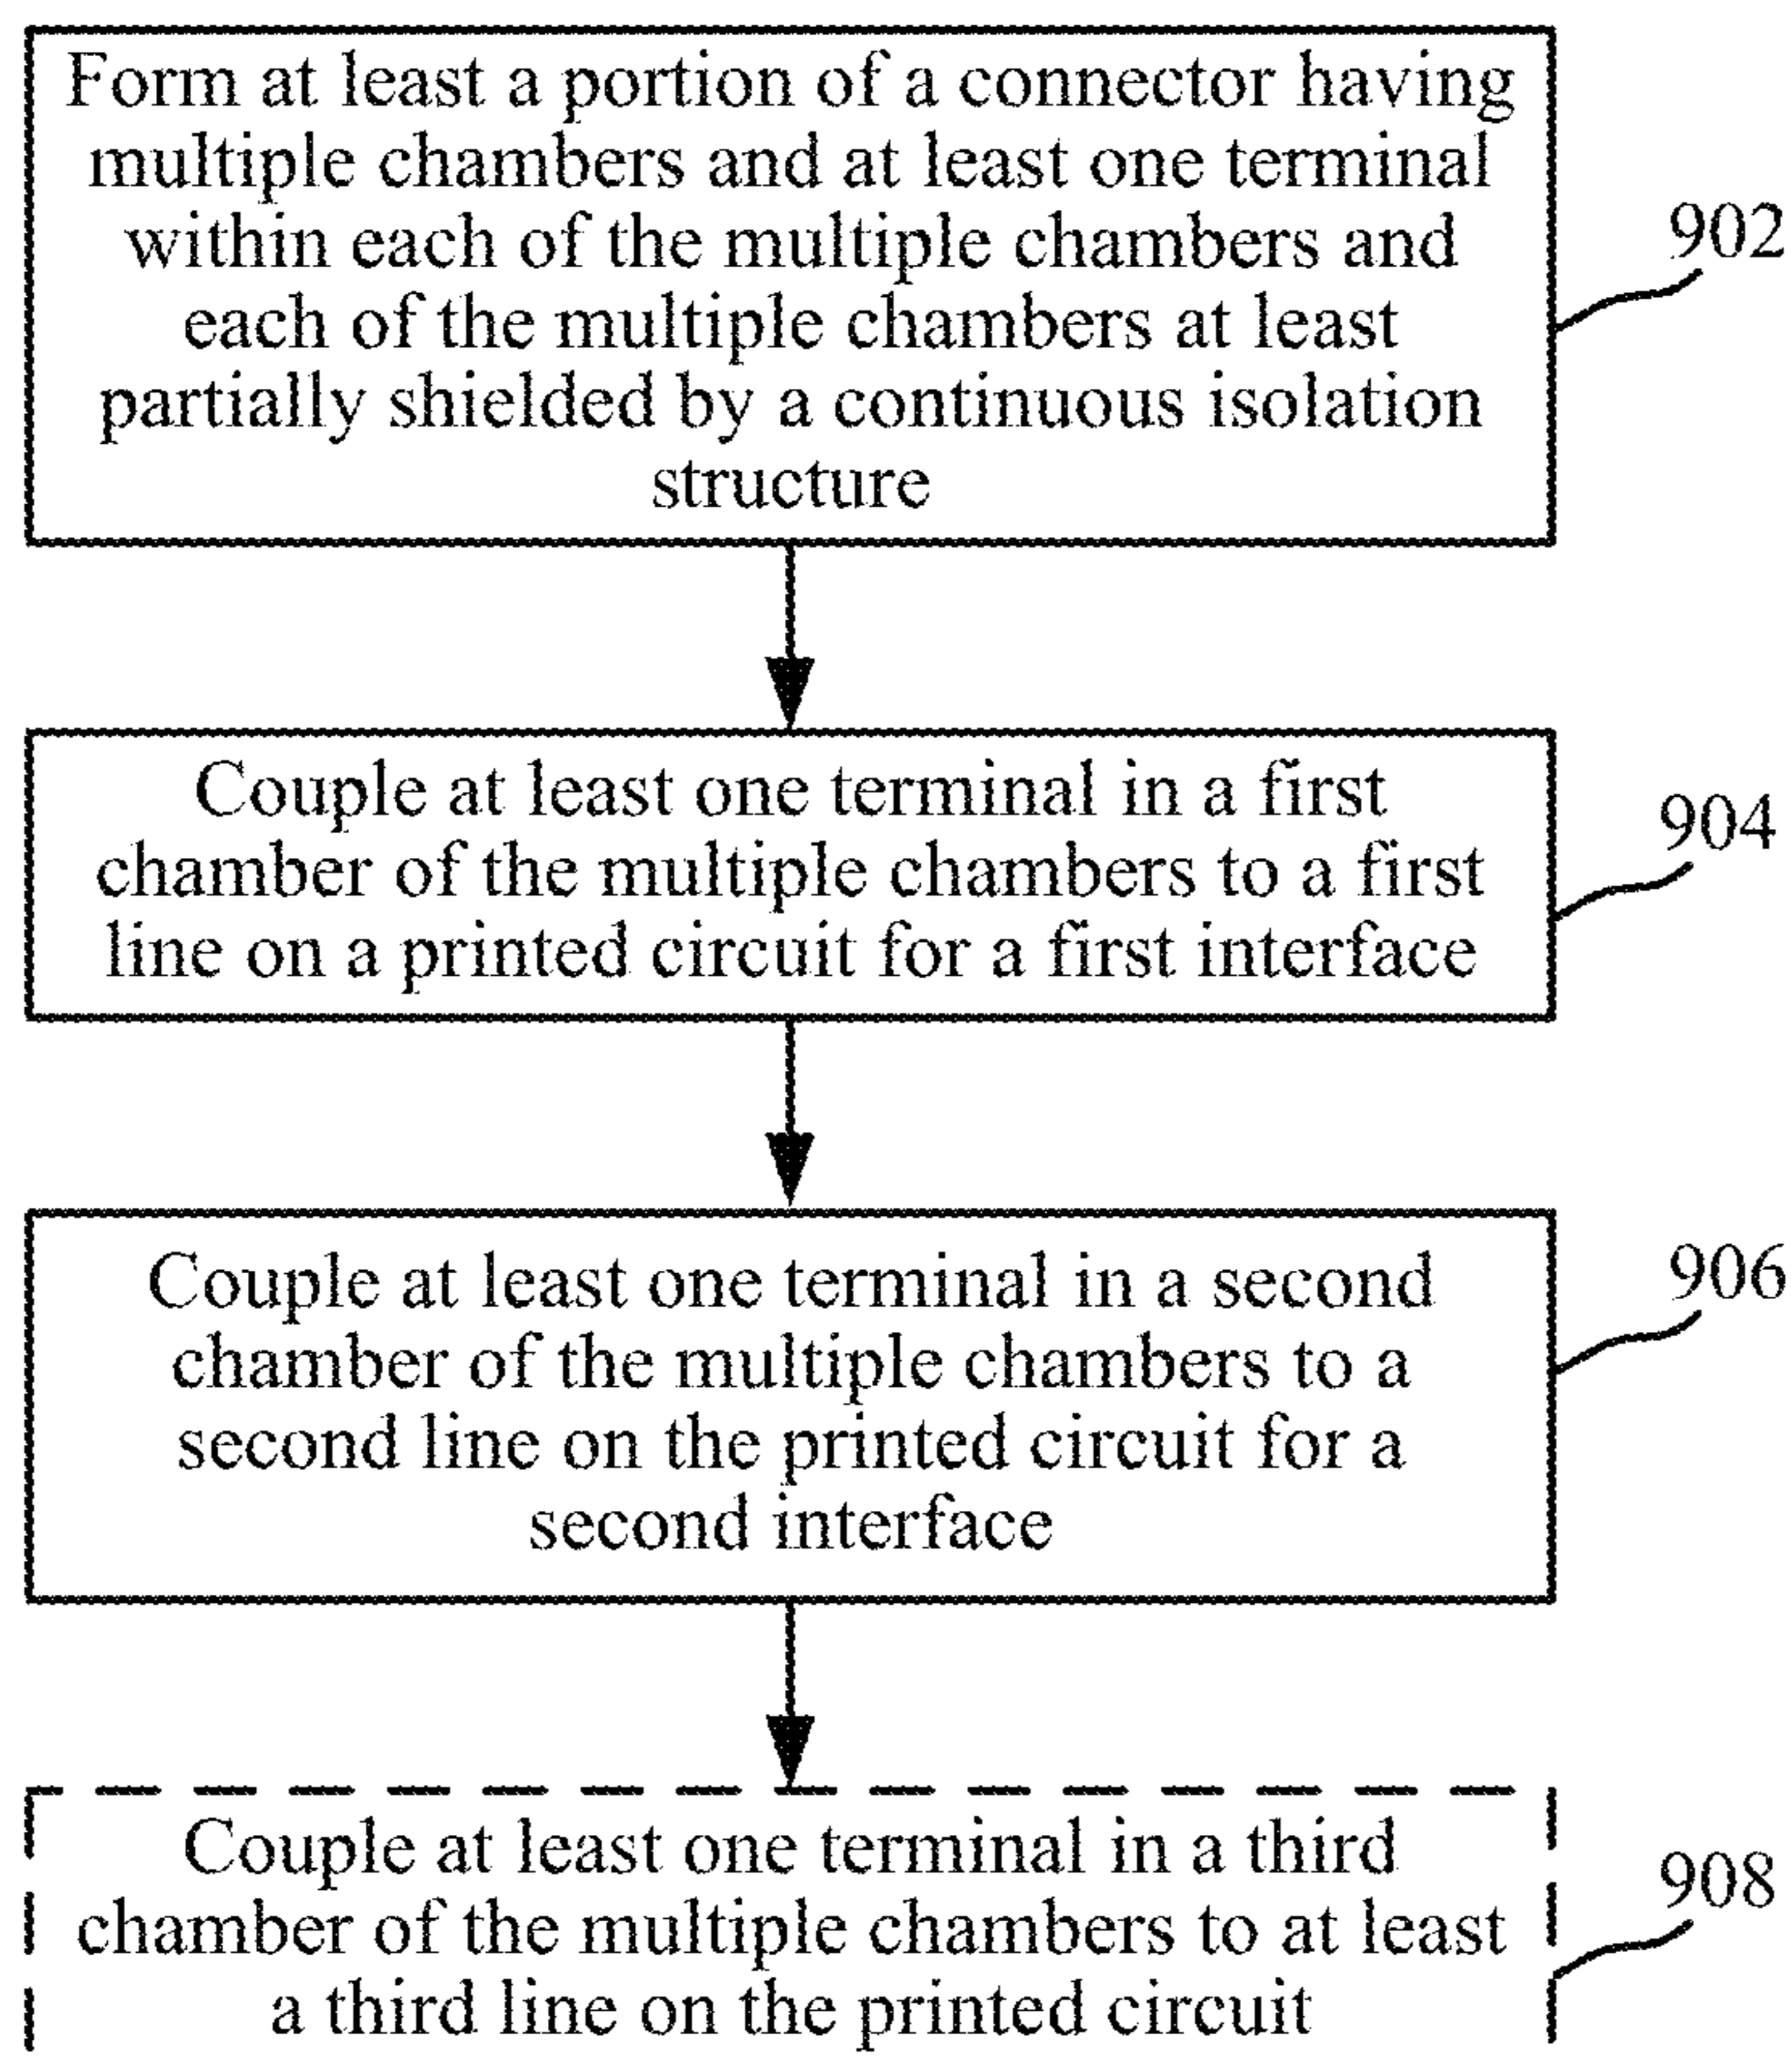 Form at least a portion of a connector having
multiple chambers and at least one terminal
within each of the multiple chambers and
each of the multiple chambers at least
partially shielded by a continuous isolation
structure
902
Couple at least one terminal in a first
chamber of the multiple chambers to a first
line on a printed circuit for a first interface
904
Couple at least one terminal in a second
chamber of the multiple chambers to a
second line on the printed circuit for a
second interface
906
Couple at least one terminal in a third
chamber of the multiple chambers to at least
a third line on the printed circuit
908